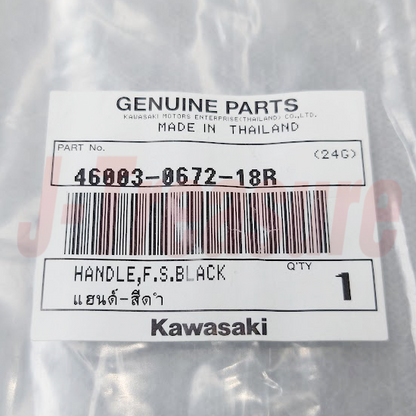 GENUINE PARTS
KAWASAKI MOTORS ENTERPRISE(THAILAND) CO.,LTD.
MADE IN THAILAND
PART No.
(24G)
46003-0672-18R
HANDLE,F.S.BLACK
Q'TY
1
แฮนด์-สีดำ
Kawasaki
J-Treasure